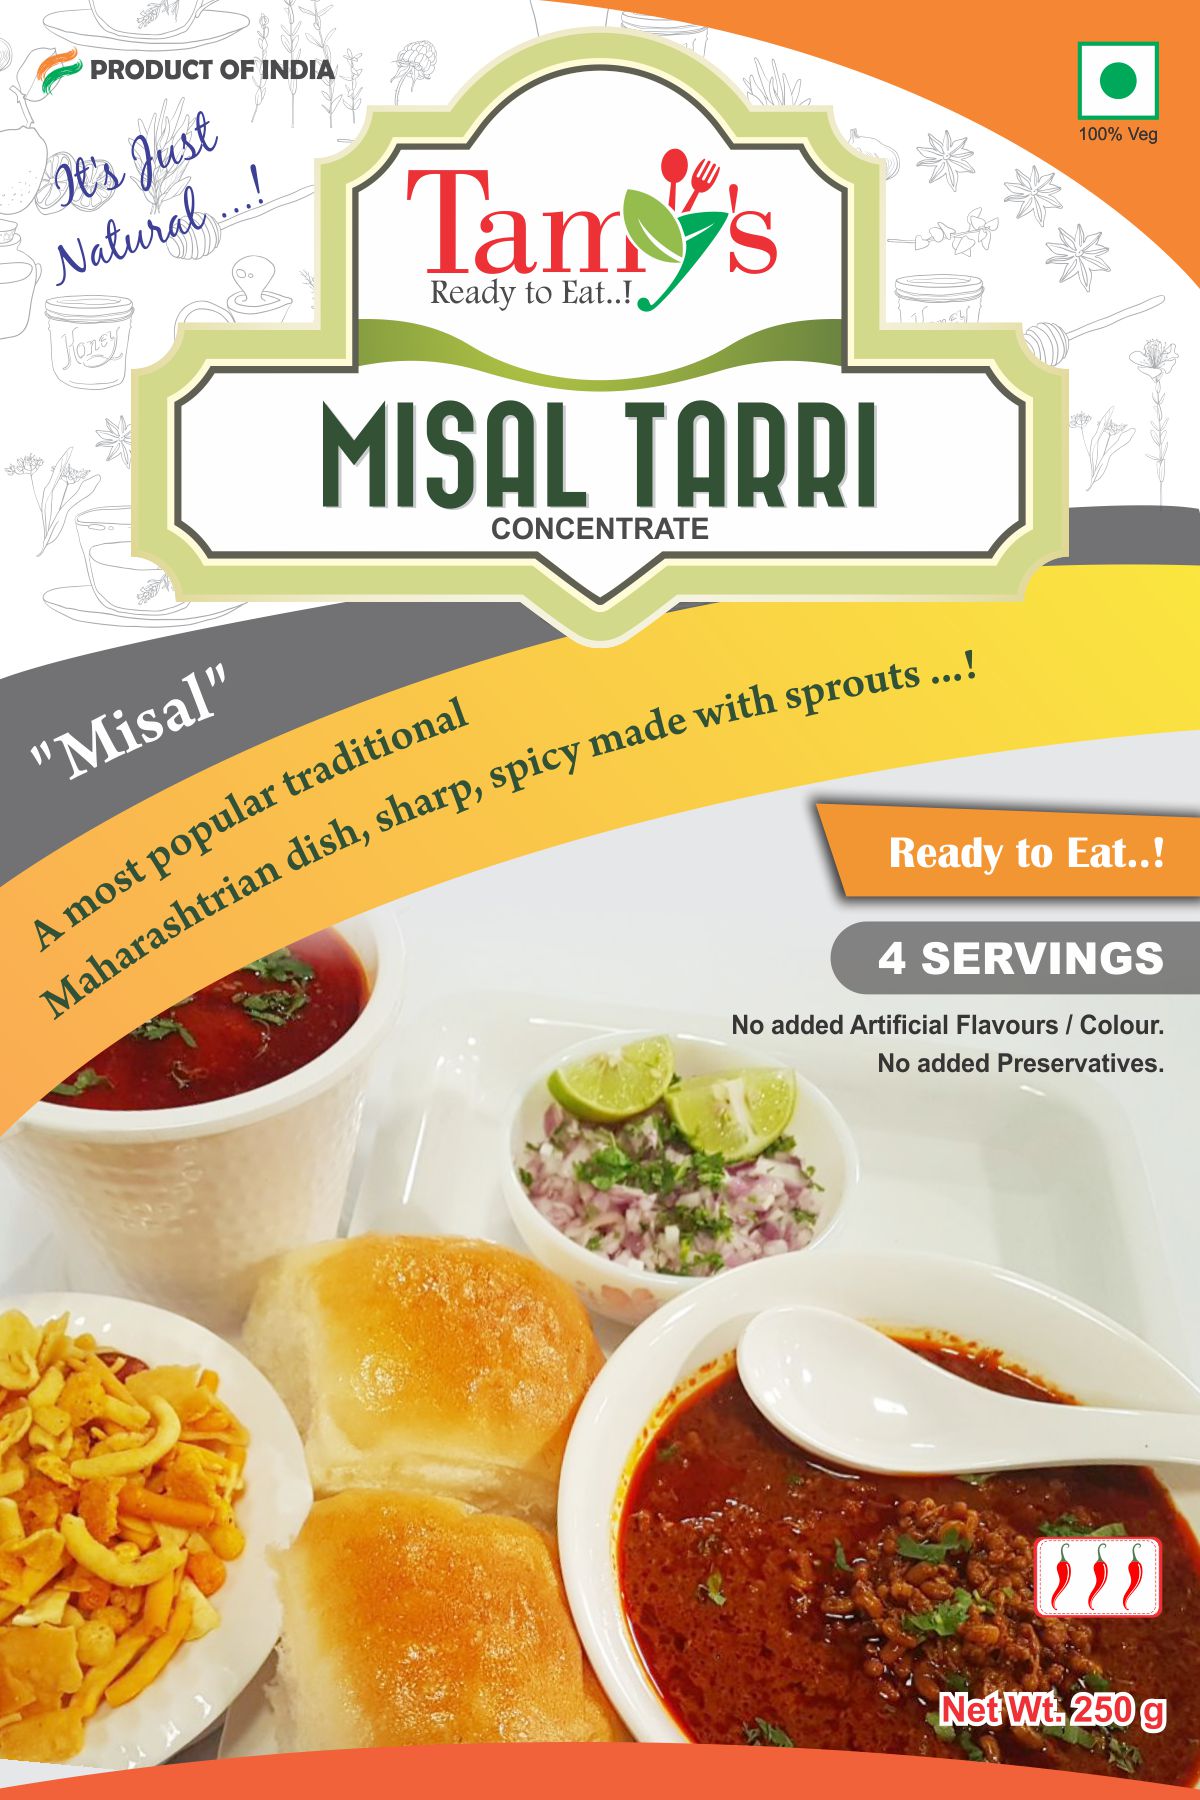 PRODUCT OF INDIA
100% Veg
It's Just
Natural ...!
Tamy's
Ready to Eat..!
Honey
Honey
MISAL TARRI
CONCENTRATE
"Misal"
A most popular traditional
Maharashtrian dish, sharp, spicy made with sprouts ...!
Ready to Eat..!
4 SERVINGS
No added Artificial Flavours / Colour.
No added Preservatives.
Net Wt. 250 g